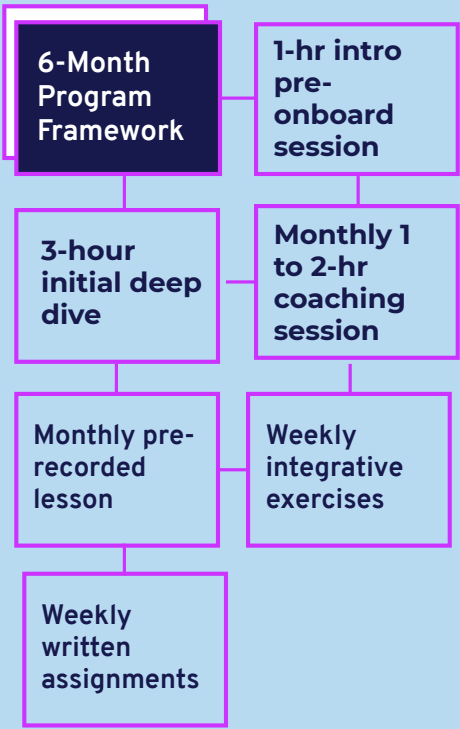 6-Month
Program
Framework
1-hr intro
pre-
onboard
session
3-hour
initial deep
dive
Monthly 1
to 2-hr
coaching
session
Monthly pre-
recorded
lesson
Weekly
integrative
exercises
Weekly
written
assignments